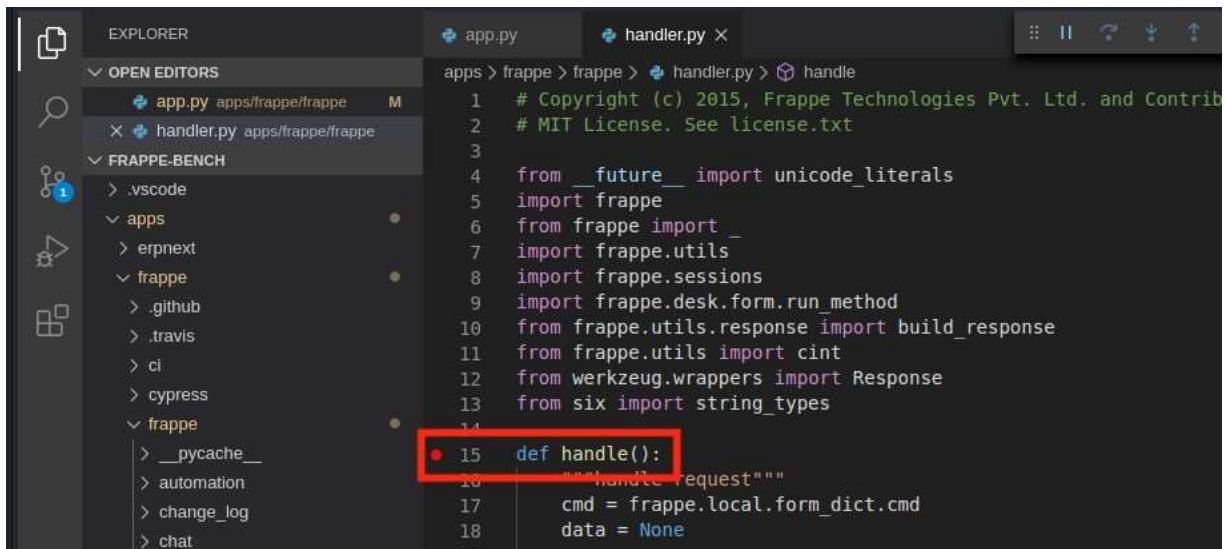 EXPLORER
OPEN EDITORS
app.py apps/frappe/frappe M
handler.py apps/frappe/frappe
FRAPPE-BENCH
.vscode
apps
erpnext
frappe
.github
.travis
ci
cypress
frappe
__pycache__
automation
change_log
chat
1
app.py
handler.py
apps > frappe > frappe > handler.py > handle
1 # Copyright (c) 2015, Frappe Technologies Pvt. Ltd. and Contrib
2 # MIT License. See license.txt
3
4 from __future__ import unicode_literals
5 import frappe
6 from frappe import _
7 import frappe.utils
8 import frappe.sessions
9 import frappe.desk.form.run_method
10 from frappe.utils.response import build_response
11 from frappe.utils import cint
12 from werkzeug.wrappers import Response
13 from six import string_types
14
15 def handle():
16 """handle request"""
17 cmd = frappe.local.form_dict.cmd
18 data = None